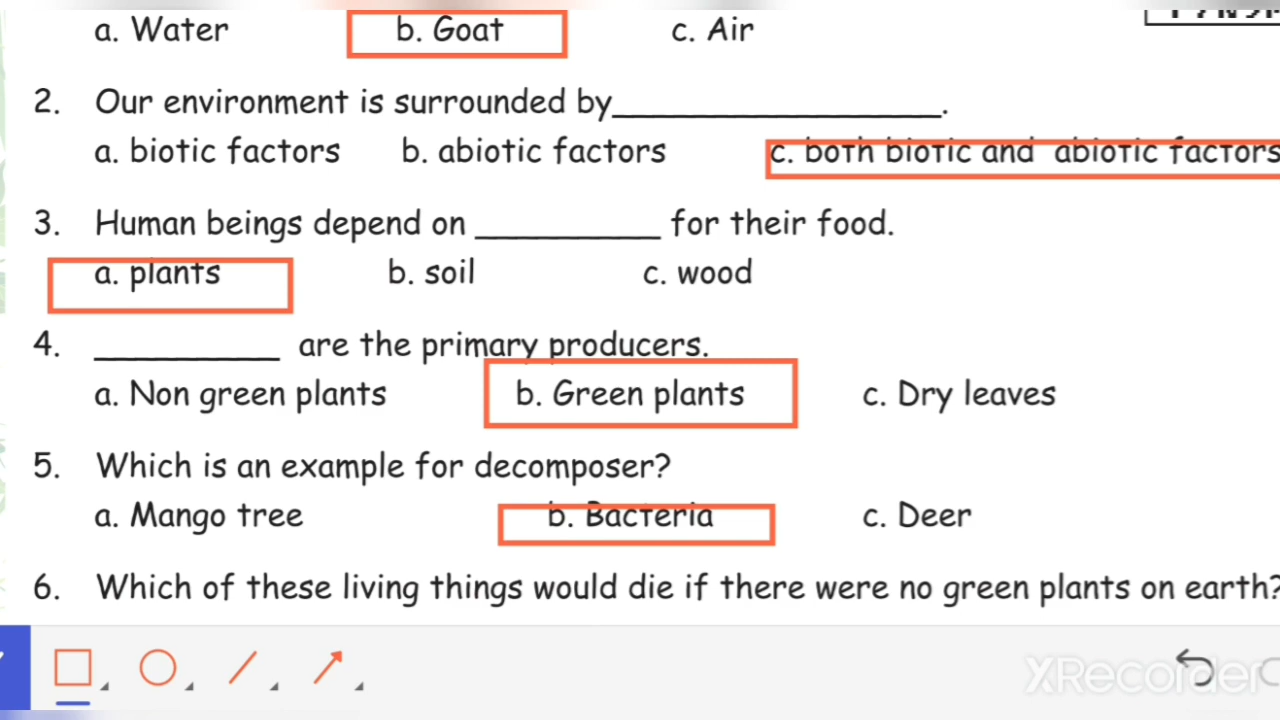 a. Water b. Goat c. Air
2. Our environment is surrounded by_________________.
a. biotic factors b. abiotic factors c. both biotic and abiotic factors
3. Human beings depend on __________ for their food.
a. plants b. soil c. wood
4. __________ are the primary producers.
a. Non green plants b. Green plants c. Dry leaves
5. Which is an example for decomposer?
a. Mango tree b. Bacteria c. Deer
6. Which of these living things would die if there were no green plants on earth?
XRecorder